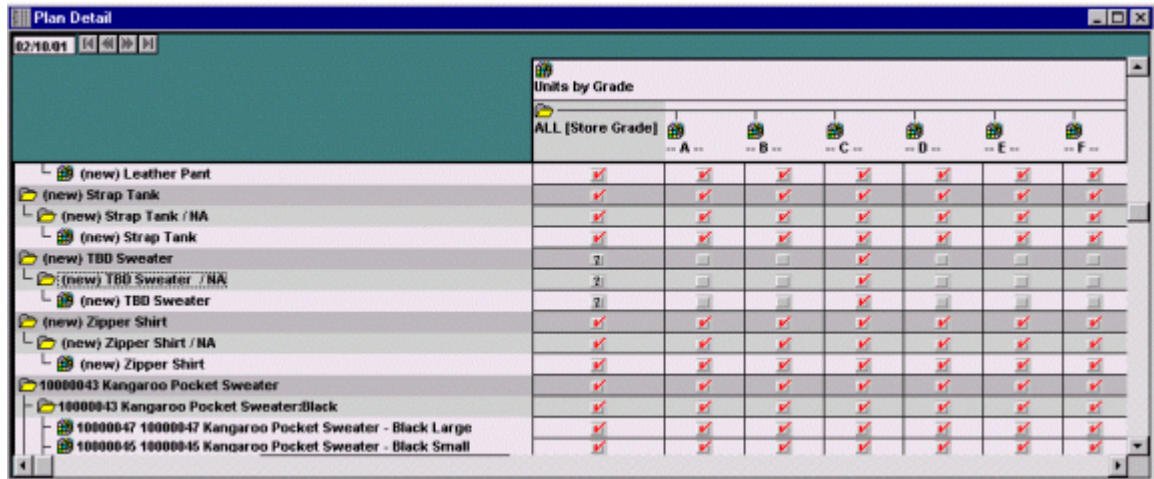 Plan Detail
02/10/01
Units by Grade
ALL [Store Grade]
-- A -- -- B -- -- C -- -- D -- -- E -- -- F --
(new) Leather Pant
(new) Strap Tank
(new) Strap Tank / NA
(new) Strap Tank
(new) TBD Sweater
?
(new) TBD Sweater / NA
?
(new) TBD Sweater
?
(new) Zipper Shirt
(new) Zipper Shirt / NA
(new) Zipper Shirt
10000043 Kangaroo Pocket Sweater
10000043 Kangaroo Pocket Sweater:Black
10000047 10000047 Kangaroo Pocket Sweater - Black Large
10000045 10000045 Kangaroo Pocket Sweater - Black Small